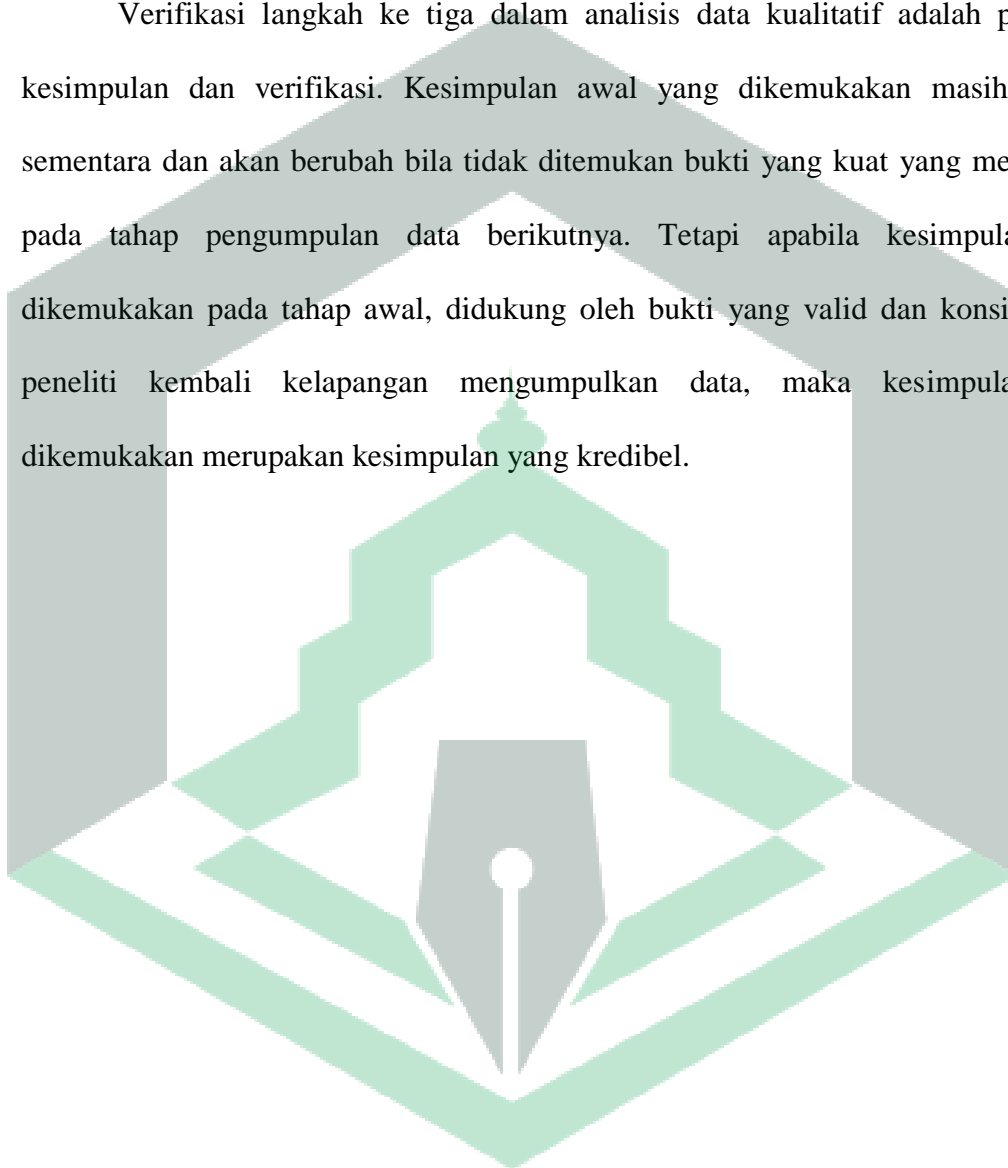 Verifikasi langkah ke tiga dalam analisis data kualitatif adalah
kesimpulan dan verifikasi. Kesimpulan awal yang dikemukakan masih
sementara dan akan berubah bila tidak ditemukan bukti yang kuat yang
pada tahap pengumpulan data berikutnya. Tetapi apabila
dikemukakan pada tahap awal, didukung oleh bukti yang valid dan
peneliti kembali kelapangan mengumpulkan data, maka
dikemukakan merupakan kesimpulan yang kredibel.